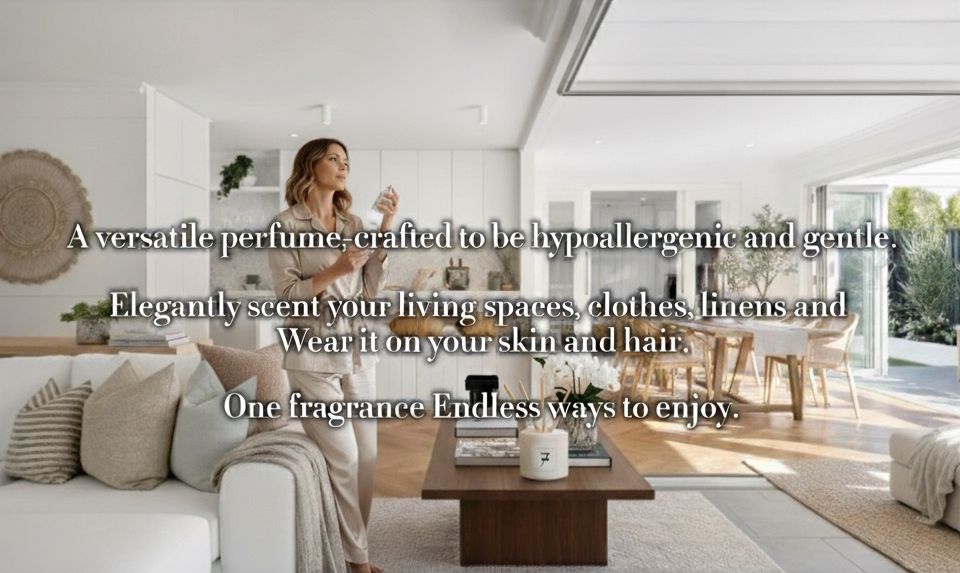 A versatile perfume, crafted to be hypoallergenic and gentle.
Elegantly scent your living spaces, clothes, linens and
Wear it on your skin and hair.
One fragrance Endless ways to enjoy.
7